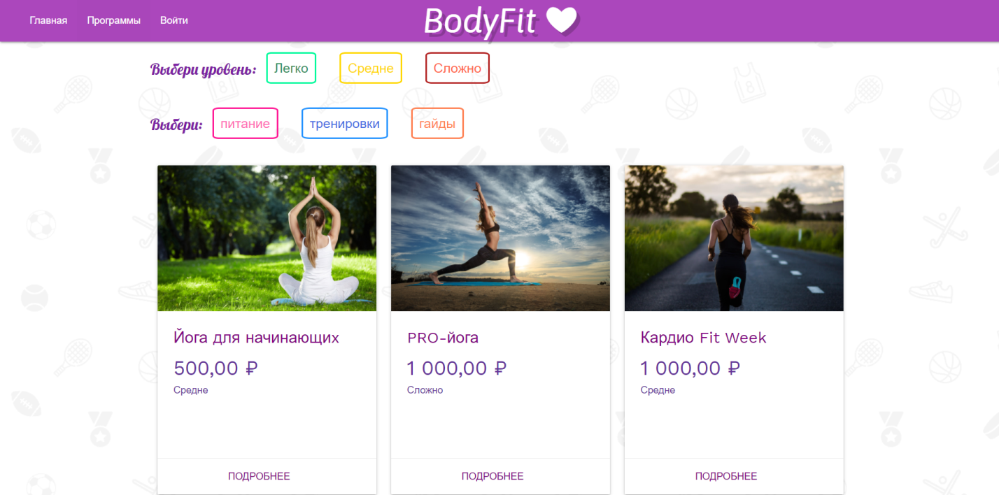 Главная Программы Войти BodyFit
Выбери уровень: Легко Средне Сложно
Выбери: питание тренировки гайды
Йога для начинающих PRO-йога Кардио Fit Week
500,00 ₽ 1 000,00 ₽ 1 000,00 ₽
Средне Сложно Средне
ПОДРОБНЕЕ ПОДРОБНЕЕ ПОДРОБНЕЕ